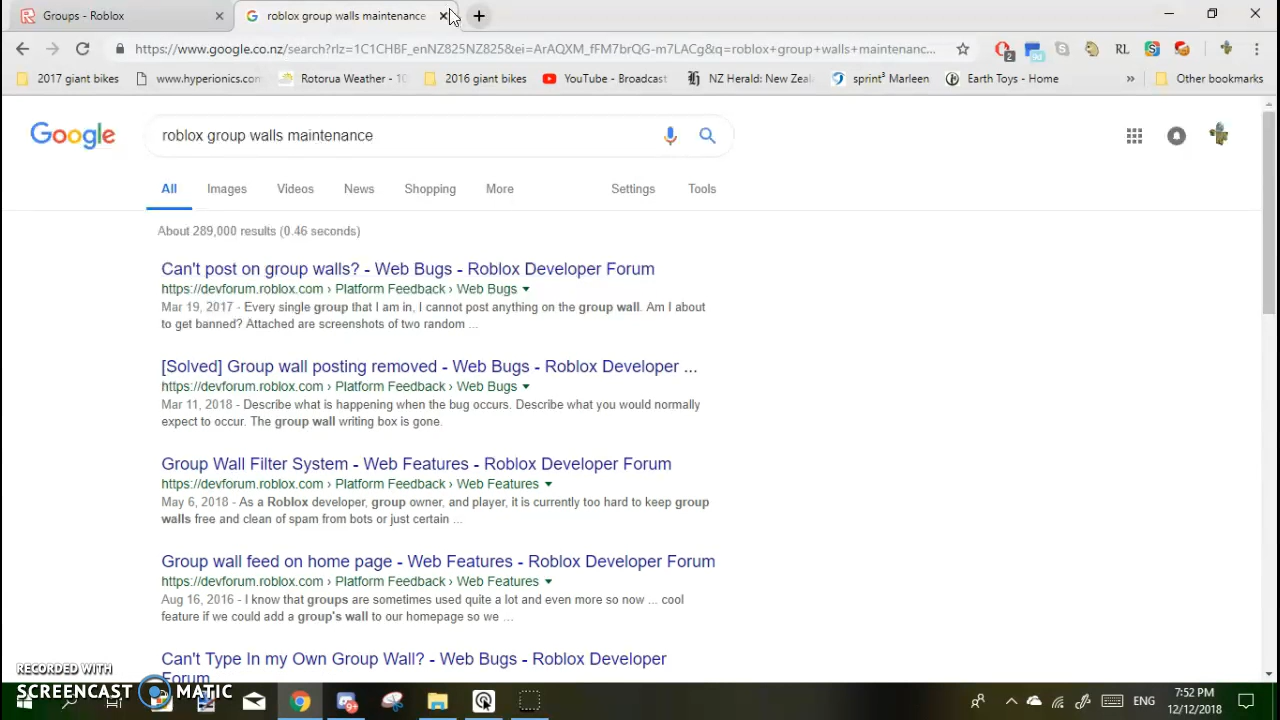 Groups - Roblox
roblox group walls maintenance
https://www.google.co.nz/search?rlz=1C1CHBF_enNZ825NZ825&ei=ArAQXM_fFM7brQG-m7LACg&q=roblox+group+walls+maintenanc...
2
9d
RL
2017 giant bikes
www.hyperionics.com
Rotorua Weather - 10
2016 giant bikes
YouTube - Broadcast
NZ Herald: New Zeal
sprint³ Marleen
Earth Toys - Home
»
Other bookmarks
Google
roblox group walls maintenance
All
Images
Videos
News
Shopping
More
Settings
Tools
About 289,000 results (0.46 seconds)
Can't post on group walls? - Web Bugs - Roblox Developer Forum
https://devforum.roblox.com › Platform Feedback › Web Bugs
Mar 19, 2017 - Every single group that I am in, I cannot post anything on the group wall. Am I about
to get banned? Attached are screenshots of two random ...
[Solved] Group wall posting removed - Web Bugs - Roblox Developer ...
https://devforum.roblox.com › Platform Feedback › Web Bugs
Mar 11, 2018 - Describe what is happening when the bug occurs. Describe what you would normally
expect to occur. The group wall writing box is gone.
Group Wall Filter System - Web Features - Roblox Developer Forum
https://devforum.roblox.com › Platform Feedback › Web Features
May 6, 2018 - As a Roblox developer, group owner, and player, it is currently too hard to keep group
walls free and clean of spam from bots or just certain ...
Group wall feed on home page - Web Features - Roblox Developer Forum
https://devforum.roblox.com › Platform Feedback › Web Features
Aug 16, 2016 - I know that groups are sometimes used quite a lot and even more so now ... cool
feature if we could add a group's wall to our homepage so we ...
Can't Type In my Own Group Wall? - Web Bugs - Roblox Developer
Forum
RECORDED WITH
SCREENCAST MATIC
ENG
7:52 PM
12/12/2018